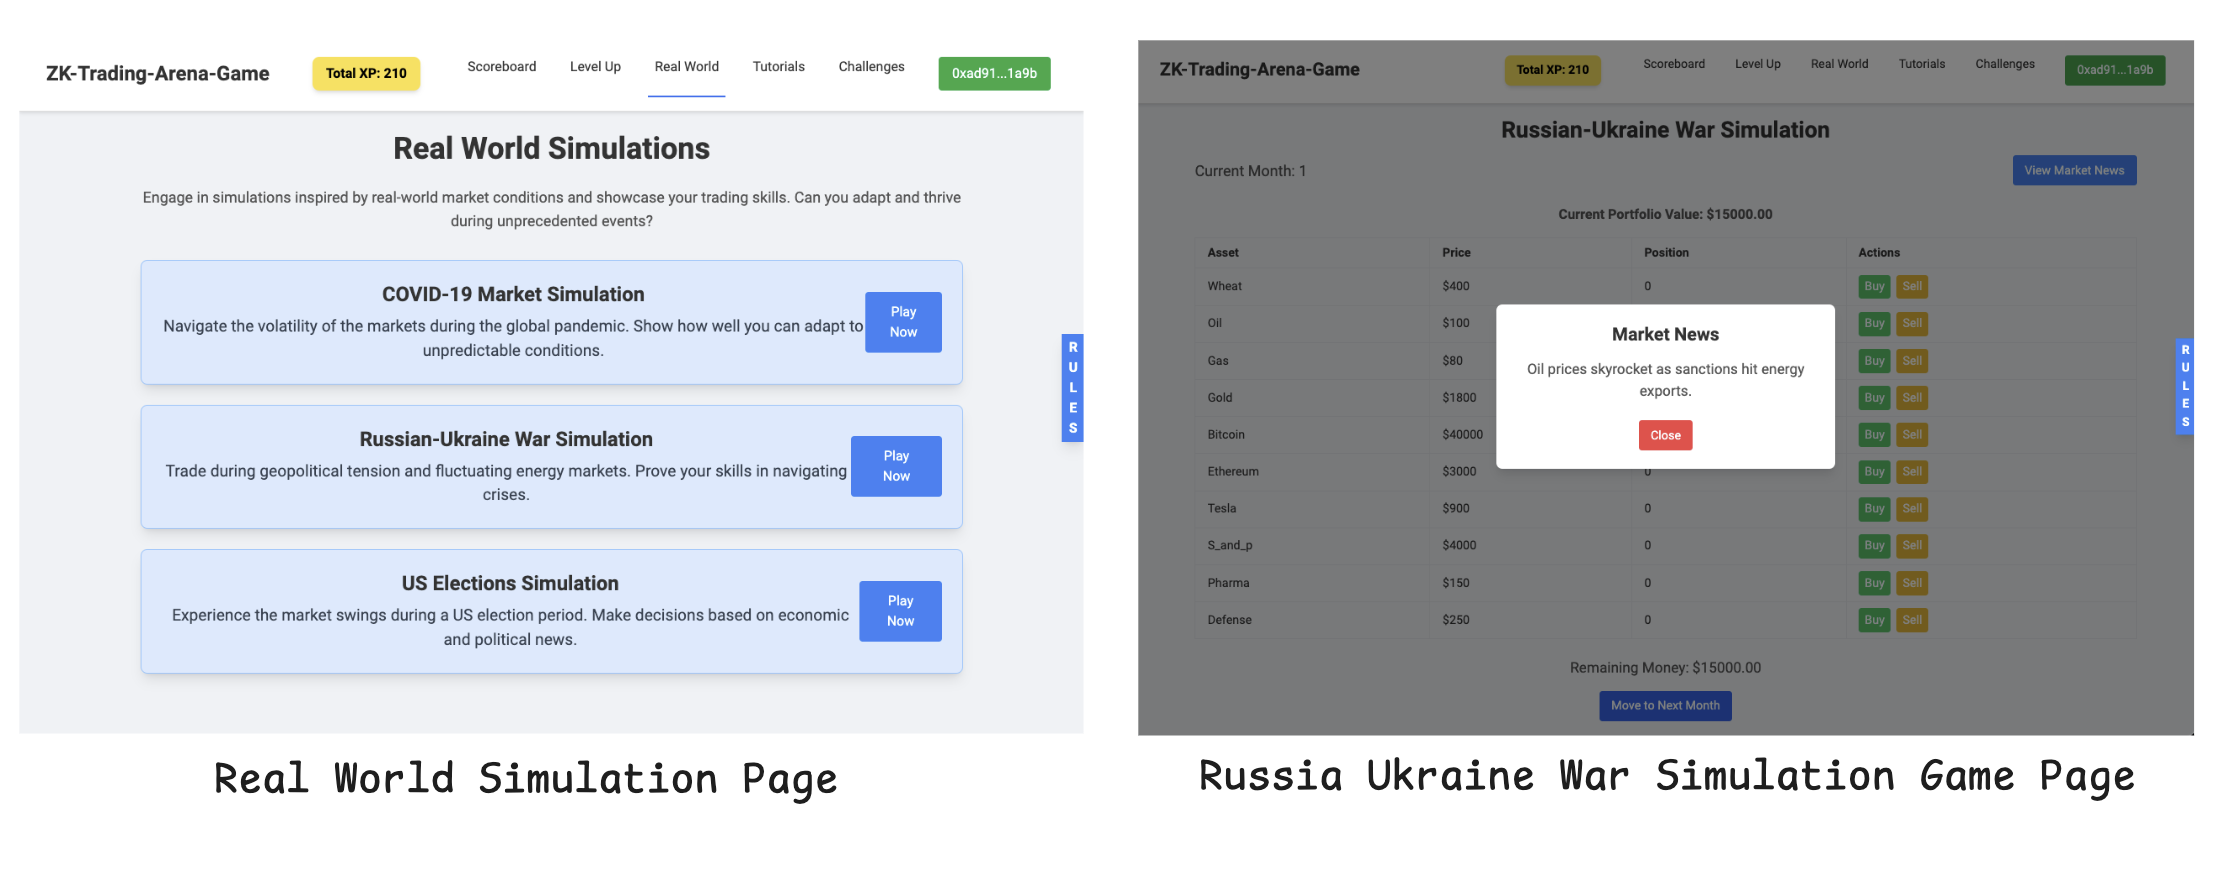 ZK-Trading-Arena-Game
Total XP: 210
Scoreboard
Level Up
Real World
Tutorials
Challenges
0xad91...1a9b
Real World Simulations
Engage in simulations inspired by real-world market conditions and showcase your trading skills. Can you adapt and thrive
during unprecedented events?
COVID-19 Market Simulation
Navigate the volatility of the markets during the global pandemic. Show how well you can adapt to
unpredictable conditions.
Play
Now
Russian-Ukraine War Simulation
Trade during geopolitical tension and fluctuating energy markets. Prove your skills in navigating
crises.
Play
Now
US Elections Simulation
Experience the market swings during a US election period. Make decisions based on economic
and political news.
Play
Now
RULES
Real World Simulation Page
ZK-Trading-Arena-Game
Total XP: 210
Scoreboard
Level Up
Real World
Tutorials
Challenges
0xad91...1a9b
Russian-Ukraine War Simulation
Current Month: 1
View Market News
Current Portfolio Value: $15000.00
Asset Price Position Actions
Wheat $400 0 Buy Sell
Oil $100 Buy Sell
Gas $80 Buy Sell
Gold $1800 Buy Sell
Bitcoin $40000 Buy Sell
Ethereum $3000 0 Buy Sell
Tesla $900 0 Buy Sell
S_and_p $4000 0 Buy Sell
Pharma $150 0 Buy Sell
Defense $250 0 Buy Sell
Market News
Oil prices skyrocket as sanctions hit energy
exports.
Close
Remaining Money: $15000.00
Move to Next Month
RULES
Russia Ukraine War Simulation Game Page